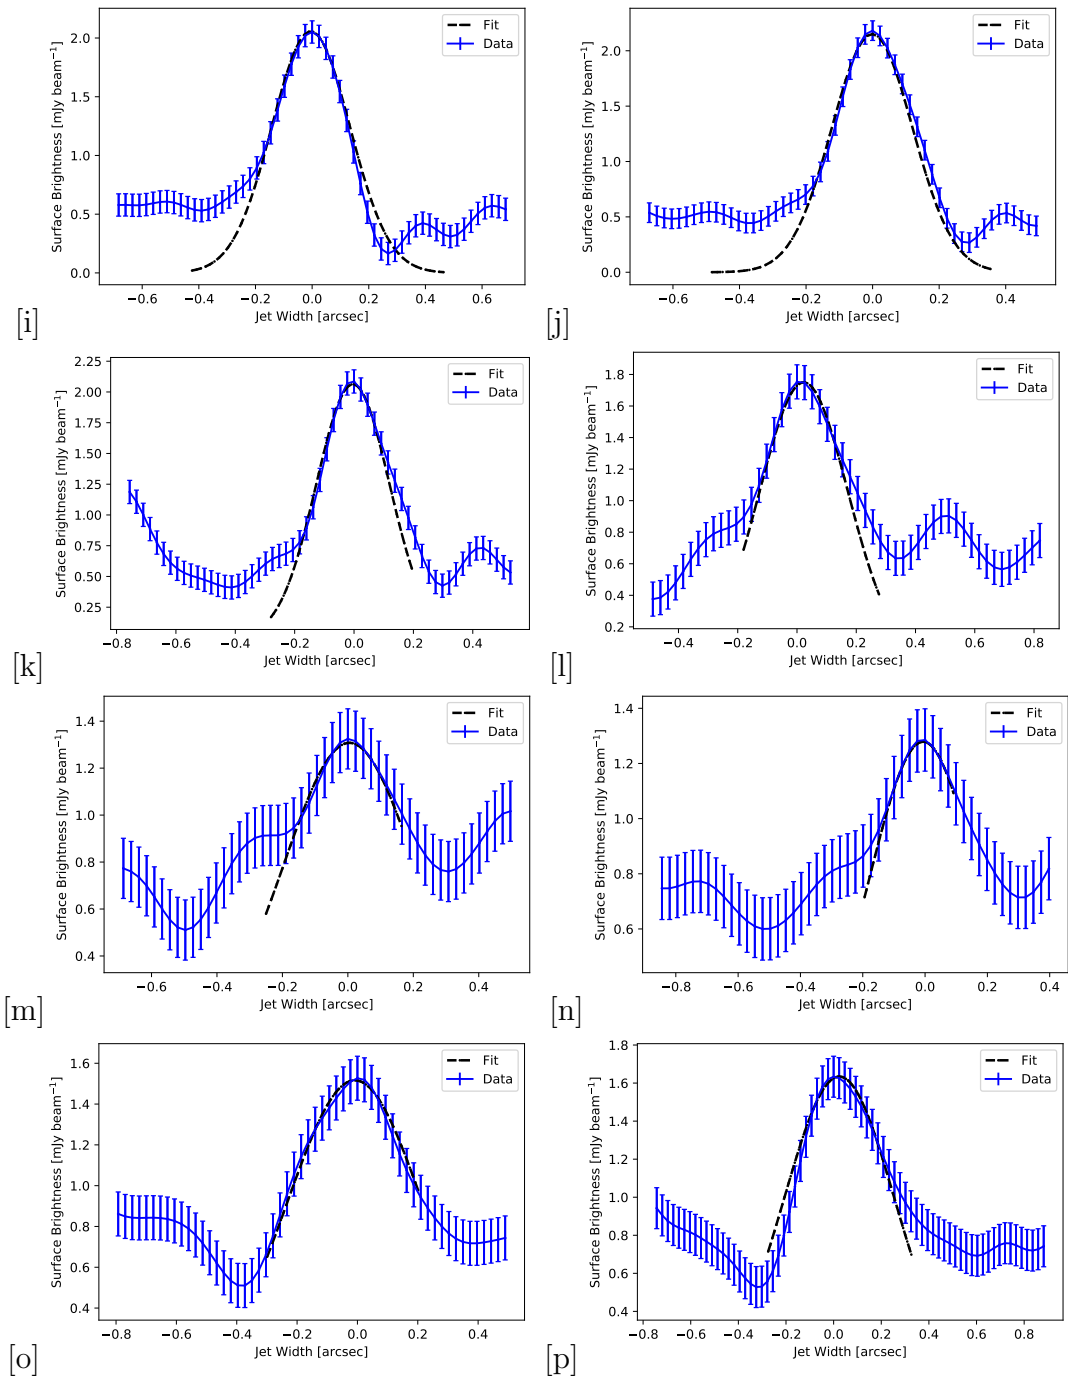 Fit
Data
Surface Brightness [mJy beam⁻¹]
2.0
1.5
1.0
0.5
0.0
−0.6 −0.4 −0.2 0.0 0.2 0.4 0.6
Jet Width [arcsec]
[i]
Fit
Data
Surface Brightness [mJy beam⁻¹]
2.0
1.5
1.0
0.5
0.0
−0.6 −0.4 −0.2 0.0 0.2 0.4
Jet Width [arcsec]
[j]
Fit
Data
Surface Brightness [mJy beam⁻¹]
2.25
2.00
1.75
1.50
1.25
1.00
0.75
0.50
0.25
−0.8 −0.6 −0.4 −0.2 0.0 0.2 0.4
Jet Width [arcsec]
[k]
Fit
Data
Surface Brightness [mJy beam⁻¹]
1.8
1.6
1.4
1.2
1.0
0.8
0.6
0.4
0.2
−0.4 −0.2 0.0 0.2 0.4 0.6 0.8
Jet Width [arcsec]
[l]
Fit
Data
Surface Brightness [mJy beam⁻¹]
1.4
1.2
1.0
0.8
0.6
0.4
−0.6 −0.4 −0.2 0.0 0.2 0.4
Jet Width [arcsec]
[m]
Fit
Data
Surface Brightness [mJy beam⁻¹]
1.4
1.2
1.0
0.8
0.6
−0.8 −0.6 −0.4 −0.2 0.0 0.2 0.4
Jet Width [arcsec]
[n]
Fit
Data
Surface Brightness [mJy beam⁻¹]
1.6
1.4
1.2
1.0
0.8
0.6
0.4
−0.8 −0.6 −0.4 −0.2 0.0 0.2 0.4
Jet Width [arcsec]
[o]
Fit
Data
Surface Brightness [mJy beam⁻¹]
1.8
1.6
1.4
1.2
1.0
0.8
0.6
0.4
−0.8 −0.6 −0.4 −0.2 0.0 0.2 0.4 0.6 0.8
Jet Width [arcsec]
[p]